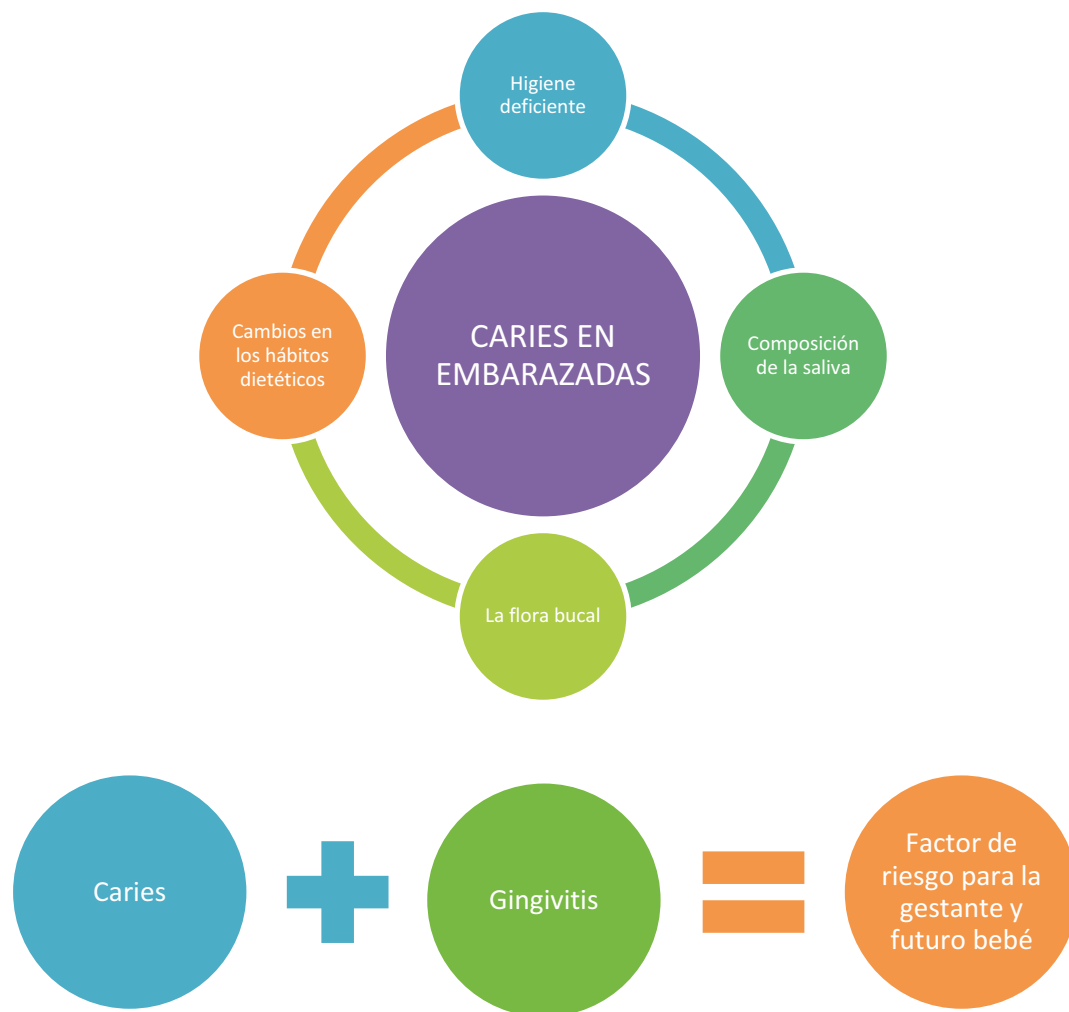 Higiene
deficiente
Cambios en
los hábitos
dietéticos
CARIES EN
EMBARAZADAS
Composición
de la saliva
La flora bucal
Caries
Gingivitis
Factor de
riesgo para la
gestante y
futuro bebé